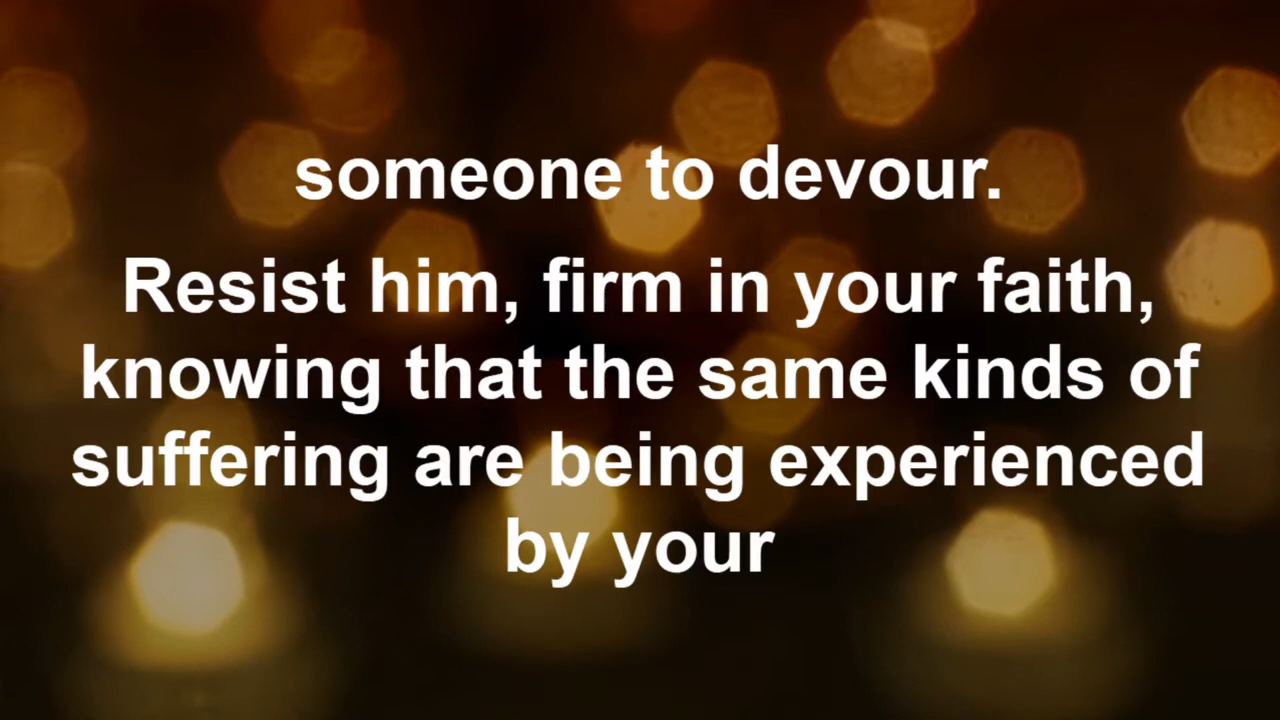 someone to devour.
Resist him, firm in your faith,
knowing that the same kinds of
suffering are being experienced
by your